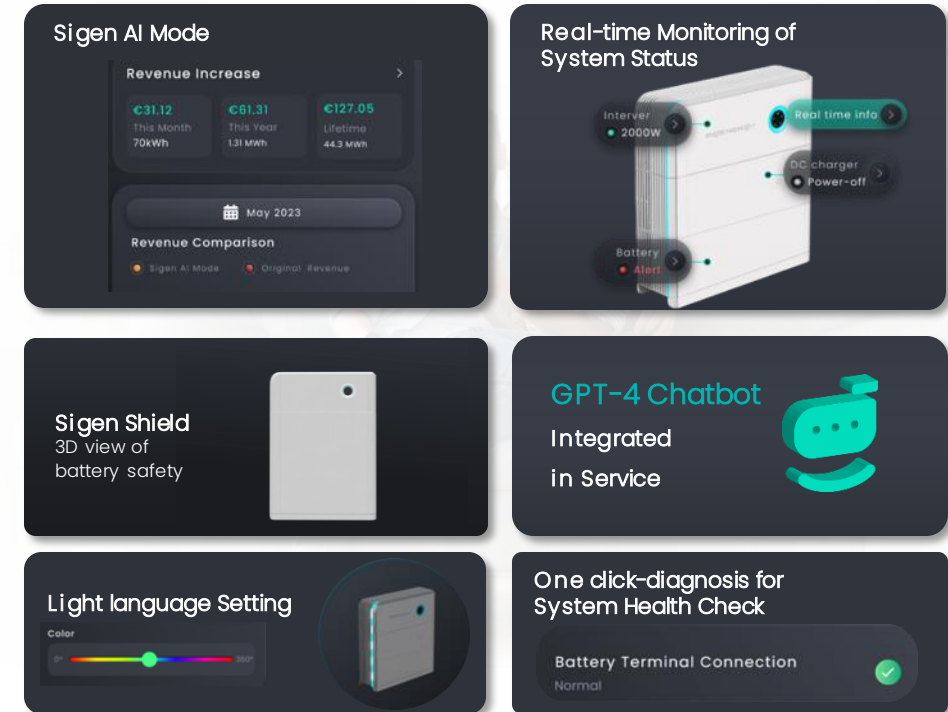 Sigen AI Mode
Revenue Increase
€31.12
This Month
70kWh
€61.31
This Year
1.31 MWh
€127.05
Lifetime
44.3 MWh
May 2023
Revenue Comparison
Sigen AI Mode
Original Revenue
Real-time Monitoring of
System Status
Interver
2000W
Real time info
DC charger
Power-off
Battery
Alert
Sigen Shield
3D view of
battery safety
GPT-4 Chatbot
Integrated
in Service
Light language Setting
Color
0°
360°
One click-diagnosis for
System Health Check
Battery Terminal Connection
Normal